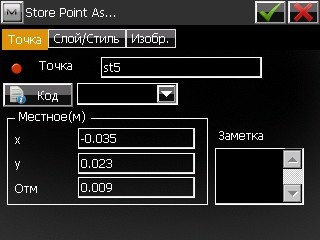 M Store Point As...
Точка Слой/Стиль Изобр.
Точка st5
Код
Местное(м)
x -0.035
y 0.023
Отм 0.009
Заметка